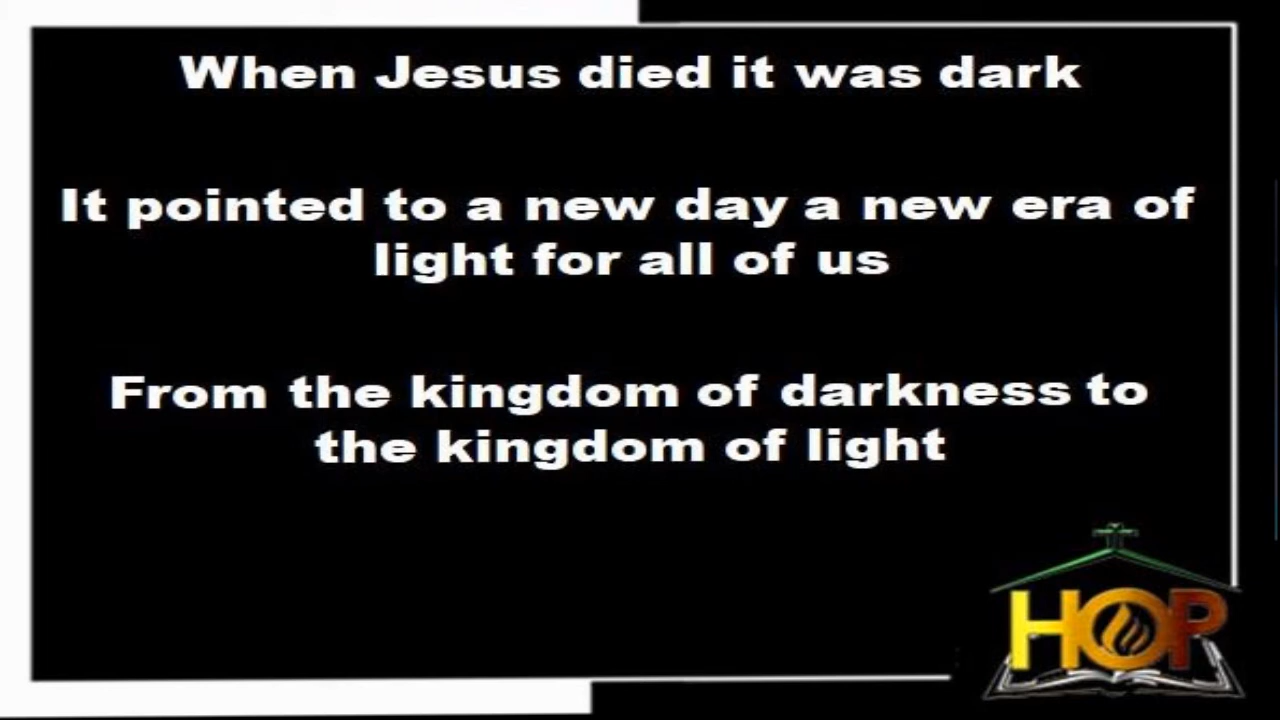 When Jesus died it was dark
It pointed to a new day a new era of
light for all of us
From the kingdom of darkness to
the kingdom of light
HOP